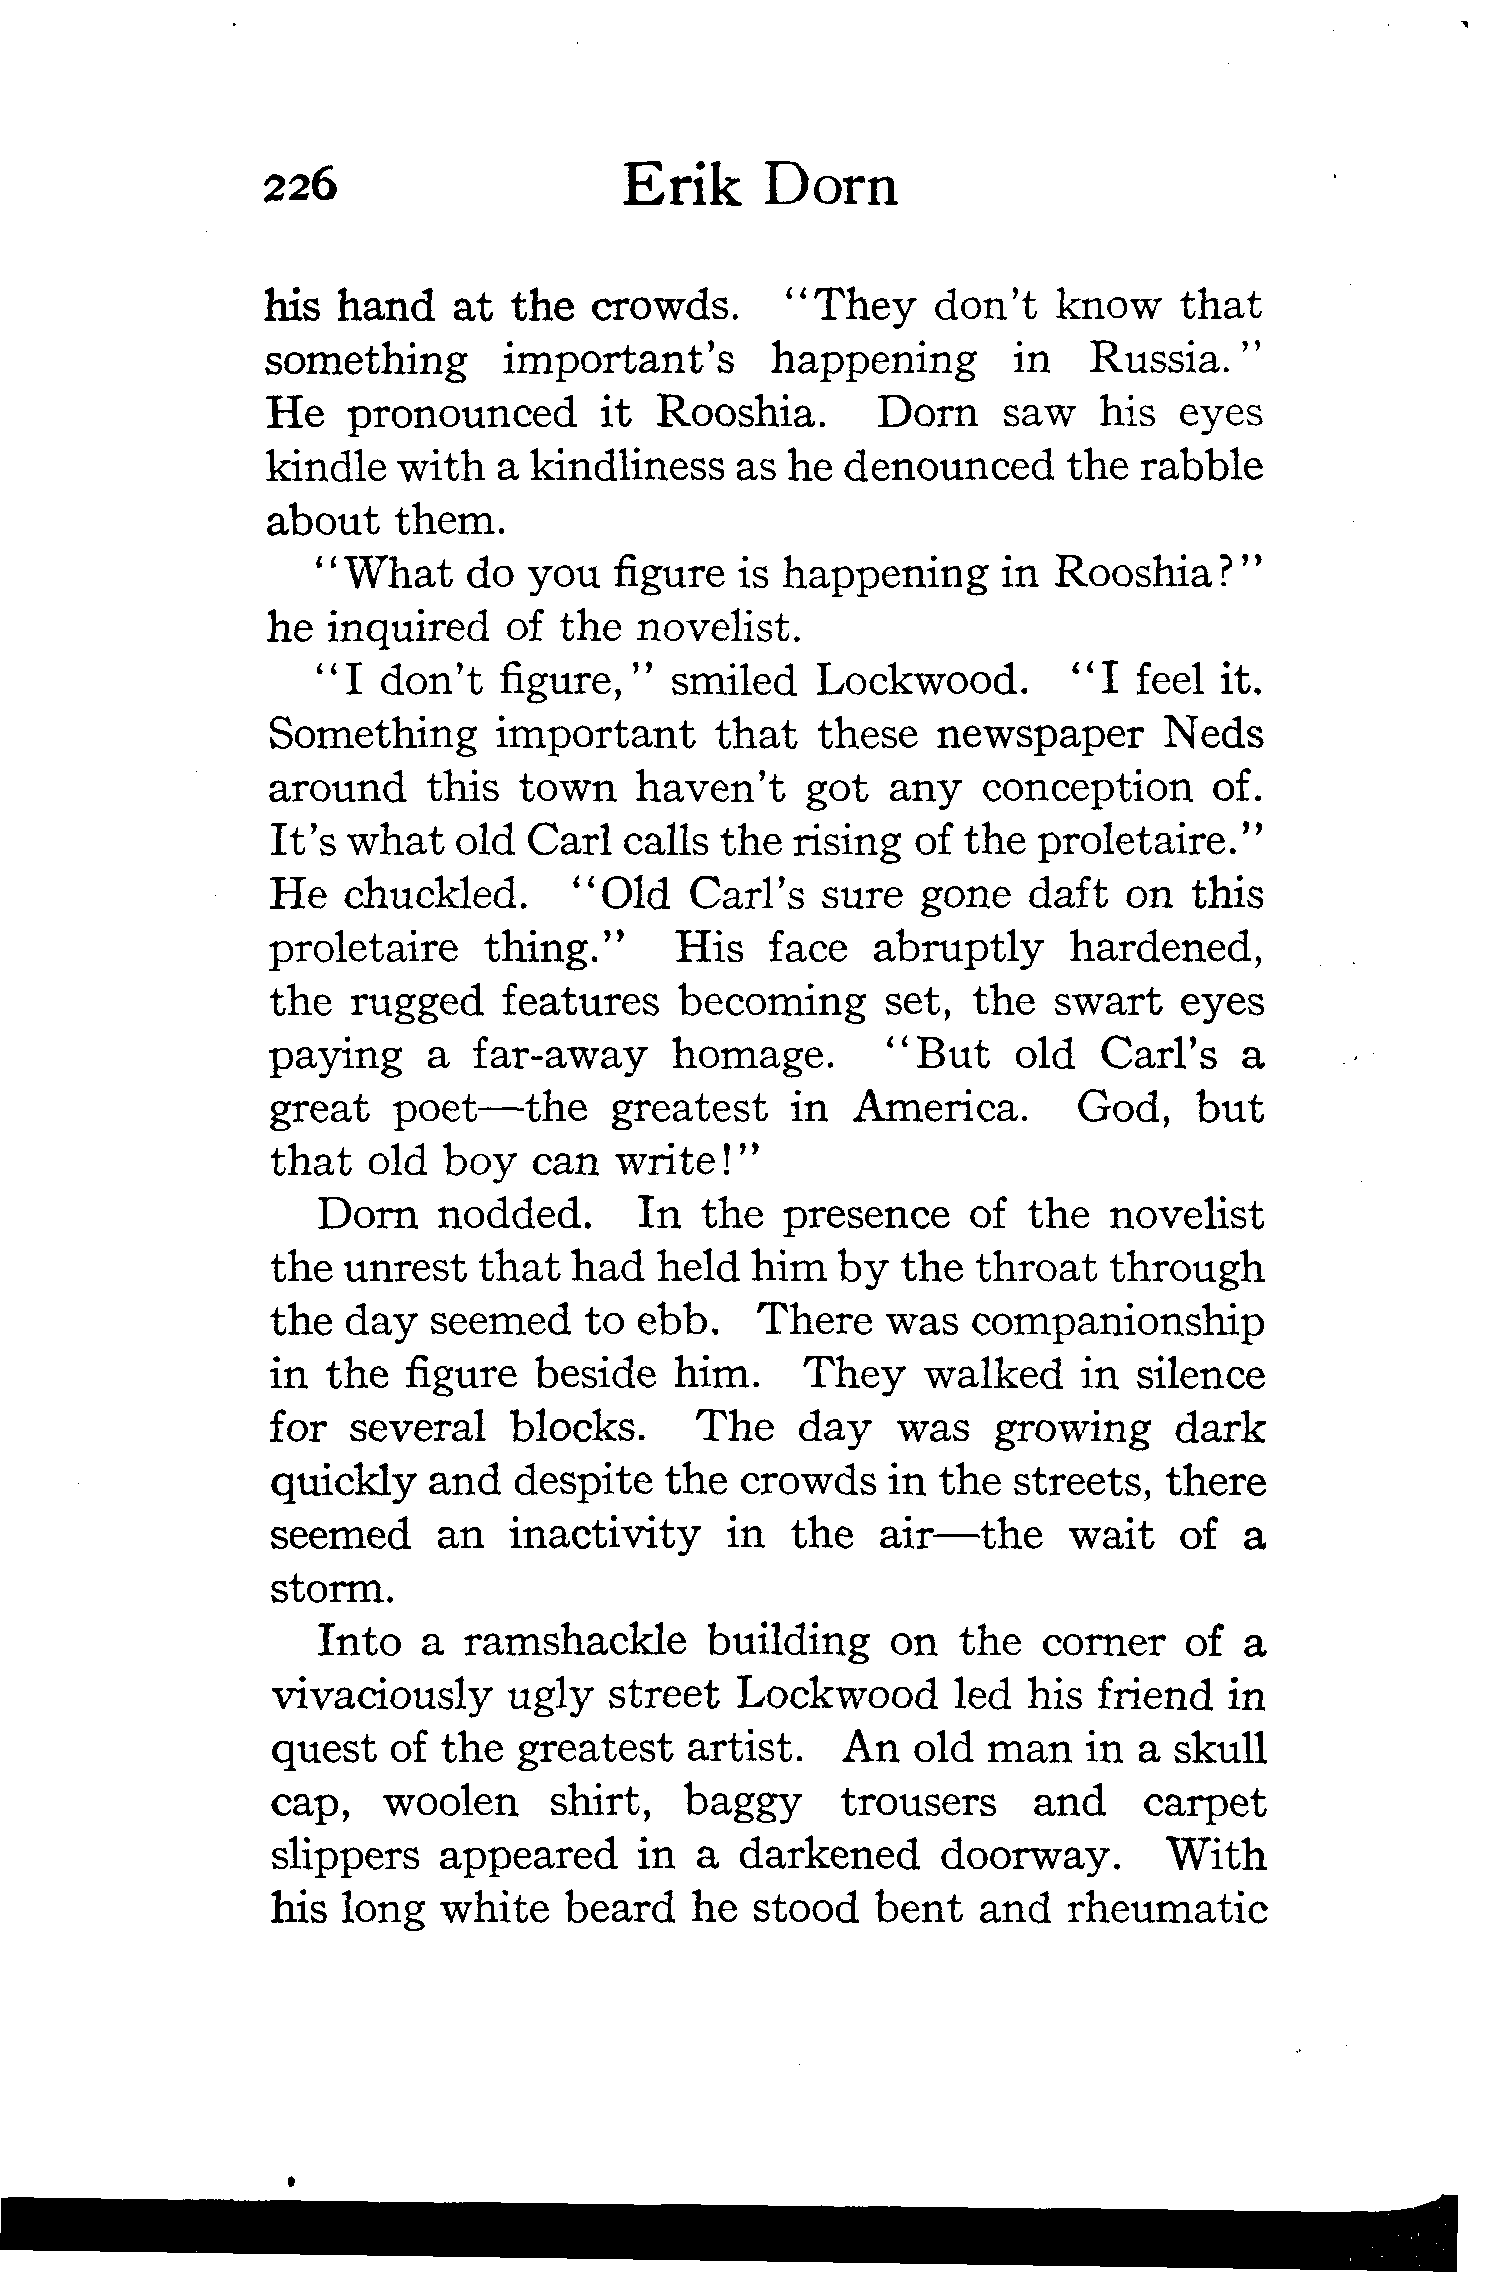 226 Erik Dorn
his hand at the crowds. "They don't know that
something important's happening in Russia."
He pronounced it Rooshia. Dorn saw his eyes
kindle with a kindliness as he denounced the rabble
about them.
"What do you figure is happening in Rooshia?"
he inquired of the novelist.
"I don't figure," smiled Lockwood. "I feel it.
Something important that these newspaper Neds
around this town haven't got any conception of.
It's what old Carl calls the rising of the proletaire."
He chuckled. "Old Carl's sure gone daft on this
proletaire thing." His face abruptly hardened,
the rugged features becoming set, the swart eyes
paying a far-away homage. "But old Carl's a
great poet—the greatest in America. God, but
that old boy can write!"
Dorn nodded. In the presence of the novelist
the unrest that had held him by the throat through
the day seemed to ebb. There was companionship
in the figure beside him. They walked in silence
for several blocks. The day was growing dark
quickly and despite the crowds in the streets, there
seemed an inactivity in the air—the wait of a
storm.
Into a ramshackle building on the corner of a
vivaciously ugly street Lockwood led his friend in
quest of the greatest artist. An old man in a skull
cap, woolen shirt, baggy trousers and carpet
slippers appeared in a darkened doorway. With
his long white beard he stood bent and rheumatic